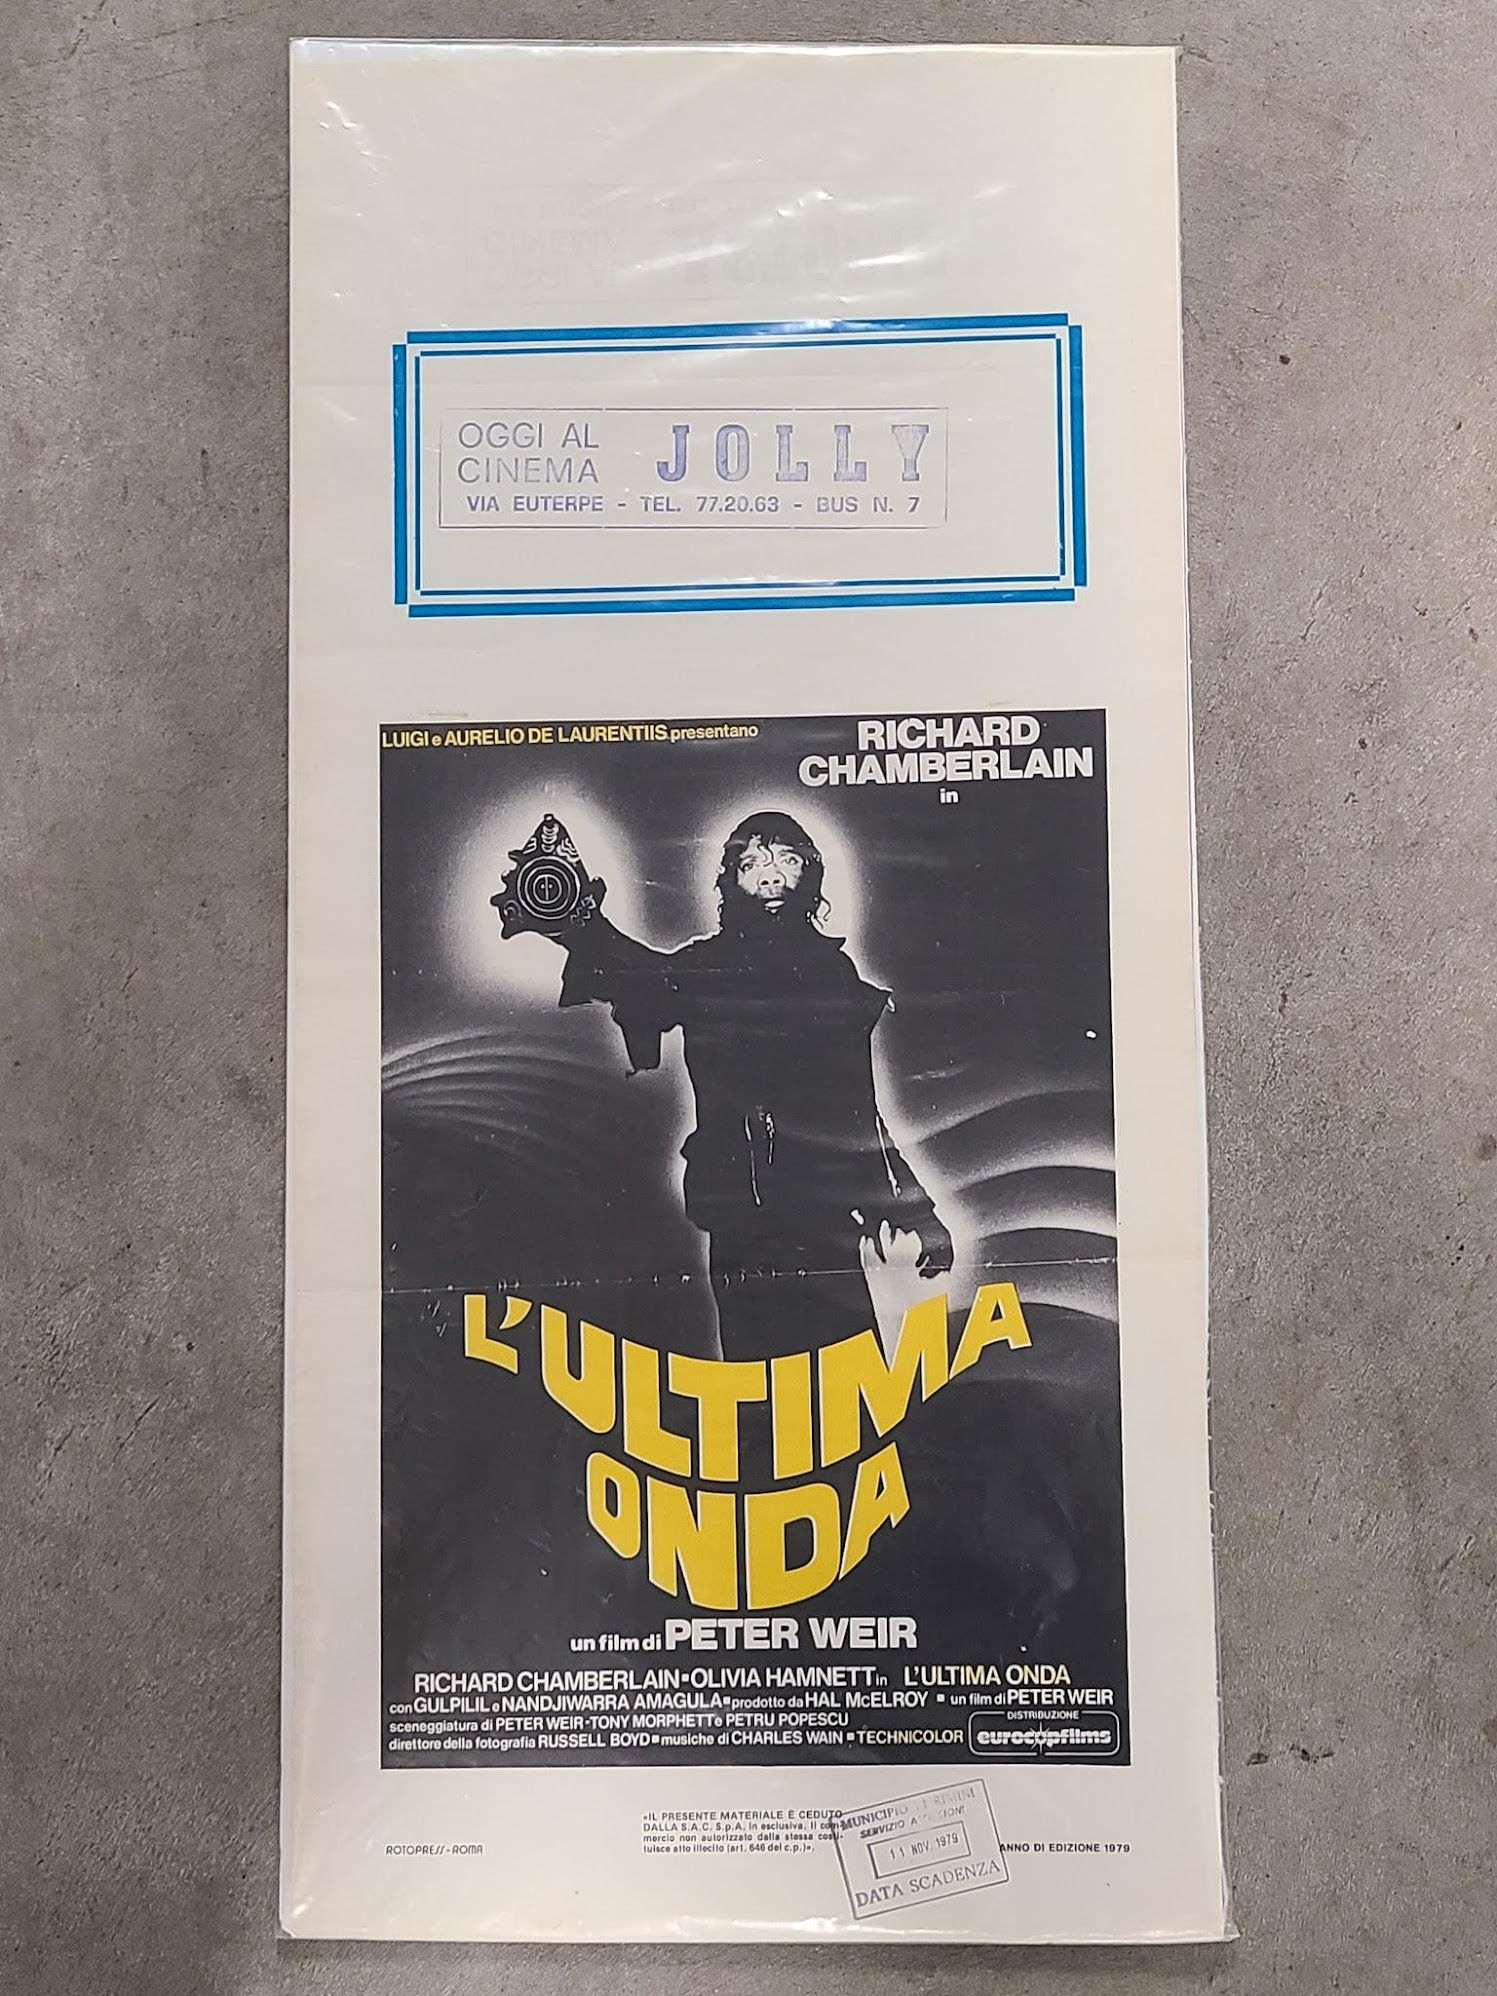 OGGI AL
CINEMA
JOLLY
VIA EUTERPE - TEL. 77.20.63 - BUS N. 7
LUIGI e AURELIO DE LAURENTIIS presentano
RICHARD
CHAMBERLAIN
in
L'ULTIMA
ONDA
un film di PETER WEIR
RICHARD CHAMBERLAIN▪OLIVIA HAMNETT in L'ULTIMA ONDA
con GULPILIL e NANDJIWARRA AMAGULA▪prodotto da HAL McELROY ▪ un film di PETER WEIR
sceneggiatura di PETER WEIR-TONY MORPHETT e PETRU POPESCU
direttore della fotografia RUSSELL BOYD▪musiche di CHARLES WAIN▪TECHNICOLOR
DISTRIBUZIONE
eurocopfilms
ROTOPRESS-ROMA
«IL PRESENTE MATERIALE È CEDUTO
DALLA S.A.C. S.p.A. in esclusiva. Il com-
mercio non autorizzato dalla stessa costi-
tuisce atto illecito (art. 646 del c.p.)».
MUNICIPIO DI RIMINI
SERVIZIO
11 NOV. 1979
DATA SCADENZA
ANNO DI EDIZIONE 1979